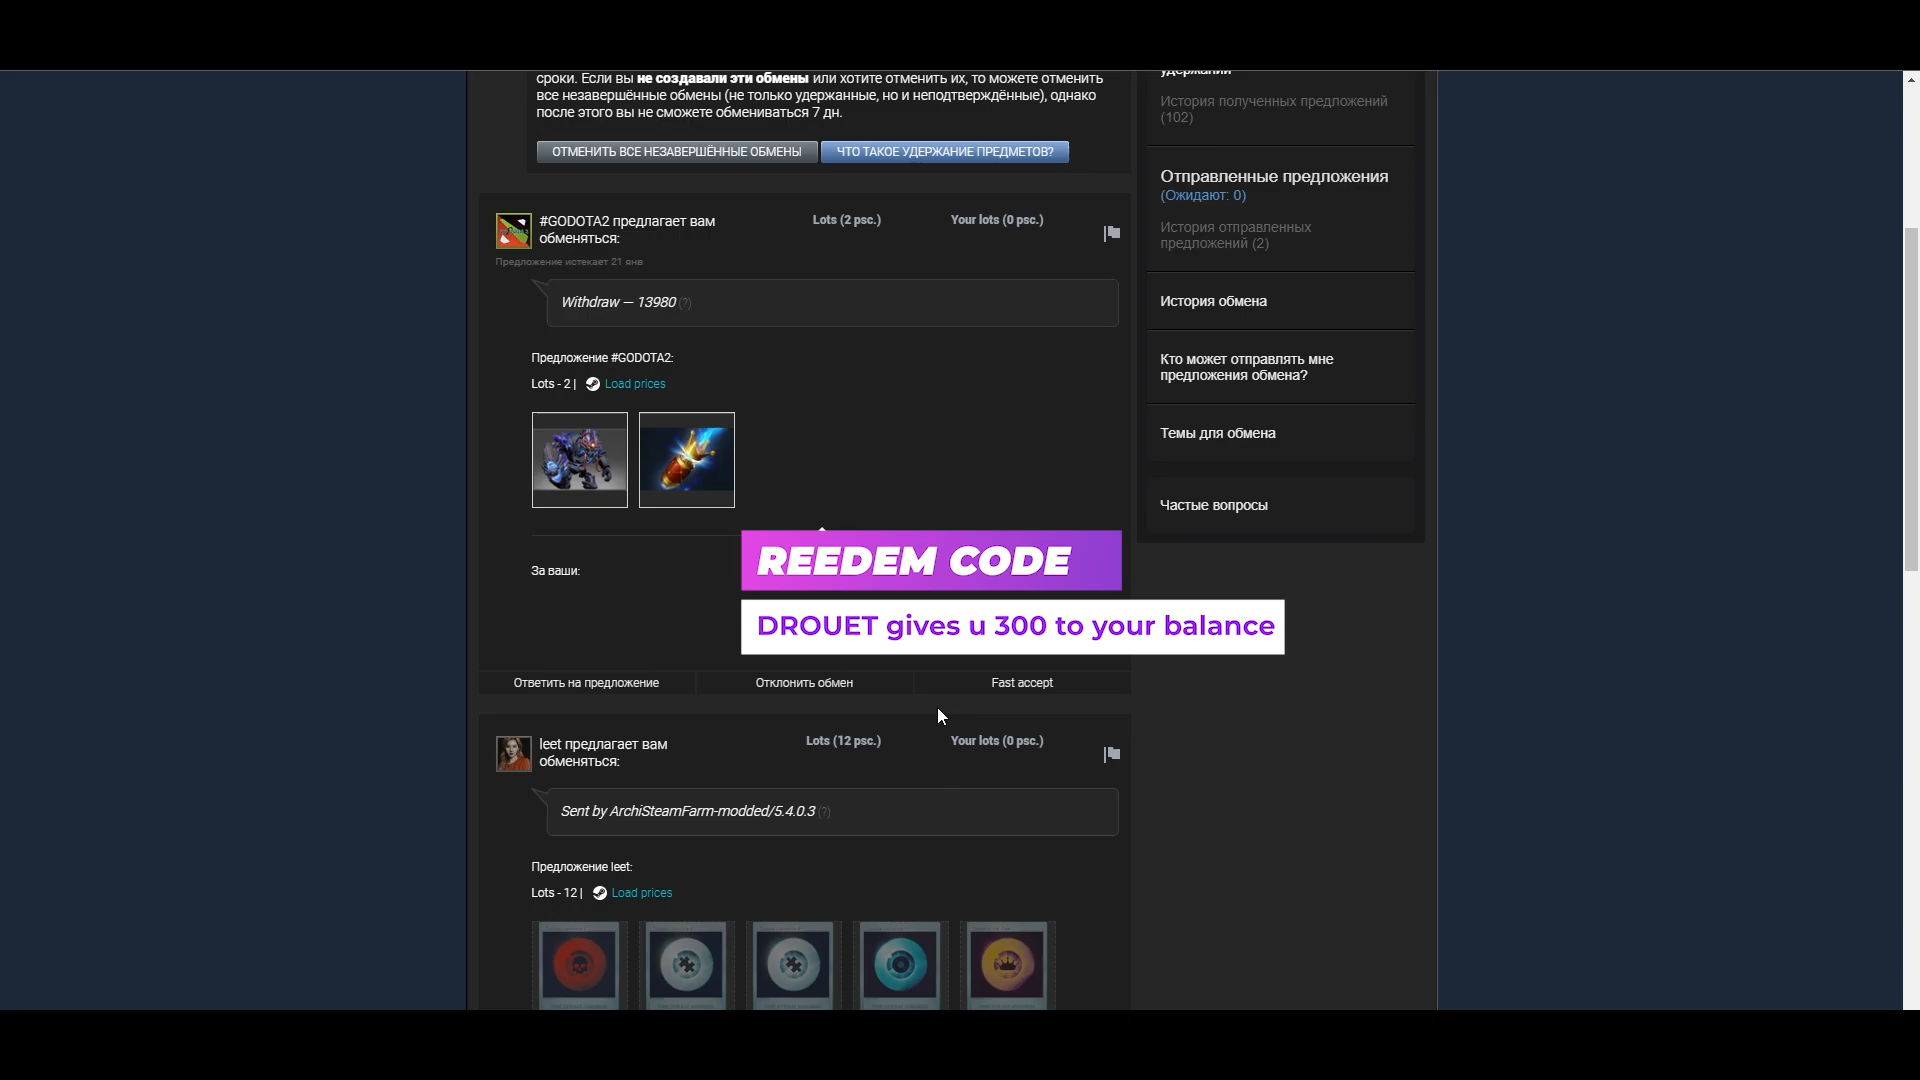 сроки. Если вы не создавали эти обмены или хотите отменить их, то можете отменить
все незавершённые обмены (не только удержанные, но и неподтверждённые), однако
после этого вы не сможете обмениваться 7 дн.
ОТМЕНИТЬ ВСЕ НЕЗАВЕРШЁННЫЕ ОБМЕНЫ
ЧТО ТАКОЕ УДЕРЖАНИЕ ПРЕДМЕТОВ?
#GODOTA2 предлагает вам
обменяться:
Lots (2 psc.)
Your lots (0 psc.)
Предложение истекает 21 янв
Withdraw — 13980 (?)
Предложение #GODOTA2:
Lots - 2 |
Load prices
За ваши:
REEDEM CODE
DROUET gives u 300 to your balance
Ответить на предложение
Отклонить обмен
Fast accept
leet предлагает вам
обменяться:
Lots (12 psc.)
Your lots (0 psc.)
Sent by ArchiSteamFarm-modded/5.4.0.3 (?)
Предложение leet:
Lots - 12 |
Load prices
удержании
История полученных предложений
(102)
Отправленные предложения
(Ожидают: 0)
История отправленных
предложений (2)
История обмена
Кто может отправлять мне
предложения обмена?
Темы для обмена
Частые вопросы